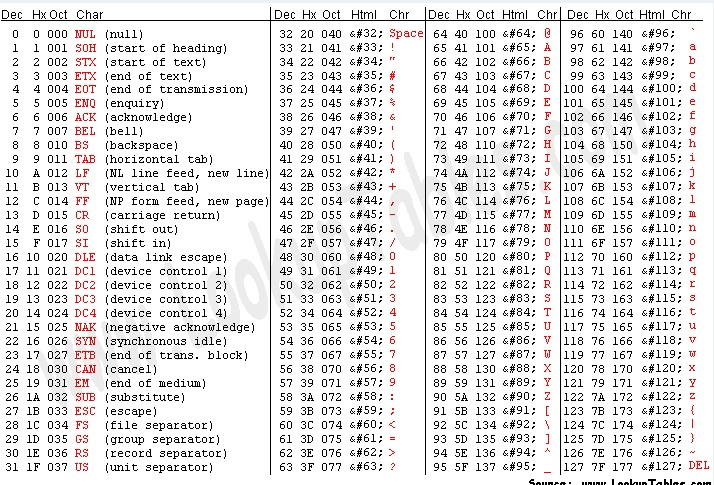 Dec Hx Oct Char Dec Hx Oct Html Chr Dec Hx Oct Html Chr Dec Hx Oct Html Chr
0 0 000 NUL (null) 32 20 040 &#32; Space 64 40 100 &#64; @ 96 60 140 &#96; `
1 1 001 SOH (start of heading) 33 21 041 &#33; ! 65 41 101 &#65; A 97 61 141 &#97; a
2 2 002 STX (start of text) 34 22 042 &#34; " 66 42 102 &#66; B 98 62 142 &#98; b
3 3 003 ETX (end of text) 35 23 043 &#35; # 67 43 103 &#67; C 99 63 143 &#99; c
4 4 004 EOT (end of transmission) 36 24 044 &#36; $ 68 44 104 &#68; D 100 64 144 &#100; d
5 5 005 ENQ (enquiry) 37 25 045 &#37; % 69 45 105 &#69; E 101 65 145 &#101; e
6 6 006 ACK (acknowledge) 38 26 046 &#38; & 70 46 106 &#70; F 102 66 146 &#102; f
7 7 007 BEL (bell) 39 27 047 &#39; ' 71 47 107 &#71; G 103 67 147 &#103; g
8 8 010 BS (backspace) 40 28 050 &#40; ( 72 48 110 &#72; H 104 68 150 &#104; h
9 9 011 TAB (horizontal tab) 41 29 051 &#41; ) 73 49 111 &#73; I 105 69 151 &#105; i
10 A 012 LF (NL line feed, new line) 42 2A 052 &#42; * 74 4A 112 &#74; J 106 6A 152 &#106; j
11 B 013 VT (vertical tab) 43 2B 053 &#43; + 75 4B 113 &#75; K 107 6B 153 &#107; k
12 C 014 FF (NP form feed, new page) 44 2C 054 &#44; , 76 4C 114 &#76; L 108 6C 154 &#108; l
13 D 015 CR (carriage return) 45 2D 055 &#45; - 77 4D 115 &#77; M 109 6D 155 &#109; m
14 E 016 SO (shift out) 46 2E 056 &#46; . 78 4E 116 &#78; N 110 6E 156 &#110; n
15 F 017 SI (shift in) 47 2F 057 &#47; / 79 4F 117 &#79; O 111 6F 157 &#111; o
16 10 020 DLE (data link escape) 48 30 060 &#48; 0 80 50 120 &#80; P 112 70 160 &#112; p
17 11 021 DC1 (device control 1) 49 31 061 &#49; 1 81 51 121 &#81; Q 113 71 161 &#113; q
18 12 022 DC2 (device control 2) 50 32 062 &#50; 2 82 52 122 &#82; R 114 72 162 &#114; r
19 13 023 DC3 (device control 3) 51 33 063 &#51; 3 83 53 123 &#83; S 115 73 163 &#115; s
20 14 024 DC4 (device control 4) 52 34 064 &#52; 4 84 54 124 &#84; T 116 74 164 &#116; t
21 15 025 NAK (negative acknowledge) 53 35 065 &#53; 5 85 55 125 &#85; U 117 75 165 &#117; u
22 16 026 SYN (synchronous idle) 54 36 066 &#54; 6 86 56 126 &#86; V 118 76 166 &#118; v
23 17 027 ETB (end of trans. block) 55 37 067 &#55; 7 87 57 127 &#87; W 119 77 167 &#119; w
24 18 030 CAN (cancel) 56 38 070 &#56; 8 88 58 130 &#88; X 120 78 170 &#120; x
25 19 031 EM (end of medium) 57 39 071 &#57; 9 89 59 131 &#89; Y 121 79 171 &#121; y
26 1A 032 SUB (substitute) 58 3A 072 &#58; : 90 5A 132 &#90; Z 122 7A 172 &#122; z
27 1B 033 ESC (escape) 59 3B 073 &#59; ; 91 5B 133 &#91; [ 123 7B 173 &#123; {
28 1C 034 FS (file separator) 60 3C 074 &#60; < 92 5C 134 &#92; \ 124 7C 174 &#124; |
29 1D 035 GS (group separator) 61 3D 075 &#61; = 93 5D 135 &#93; ] 125 7D 175 &#125; }
30 1E 036 RS (record separator) 62 3E 076 &#62; > 94 5E 136 &#94; ^ 126 7E 176 &#126; ~
31 1F 037 US (unit separator) 63 3F 077 &#63; ? 95 5F 137 &#95; _ 127 7F 177 &#127; DEL
Source: www.LookupTables.com
www.LookupTables.com